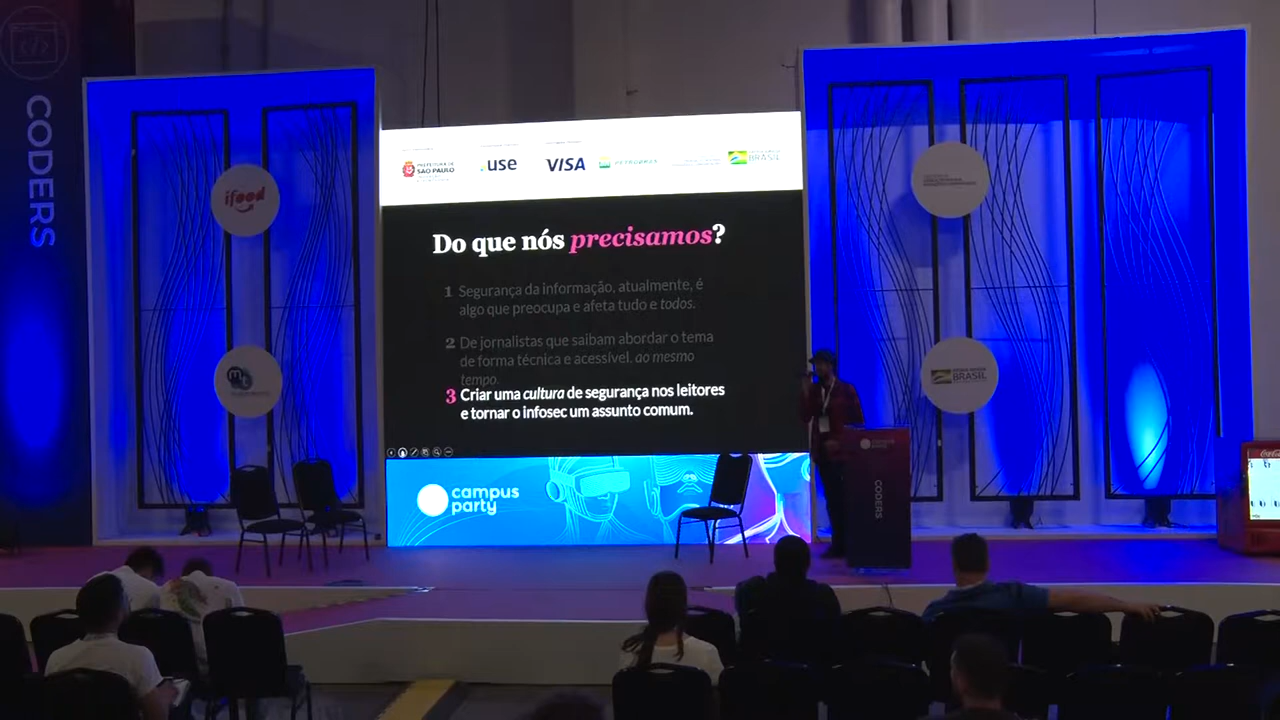 CODERS
ifood
PREFEITURA DE
SÃO PAULO
.use
VISA
PETROBRAS
BRASIL
Do que nós precisamos?
1 Segurança da informação, atualmente, é
algo que preocupa e afeta tudo e todos.
2 De jornalistas que saibam abordar o tema
de forma técnica e acessível. ao mesmo
tempo.
3 Criar uma cultura de segurança nos leitores
e tornar o infosec um assunto comum.
BRASIL
campus
party
campus
party
CODERS